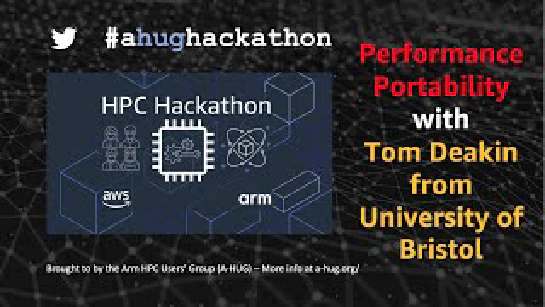 #ahughackathon
HPC Hackathon
aws
arm
Brought to by the Arm HPC Users' Group (A-HUG) – More info at a-hug.org/
Performance
Portability
with
Tom Deakin
from
University of
Bristol